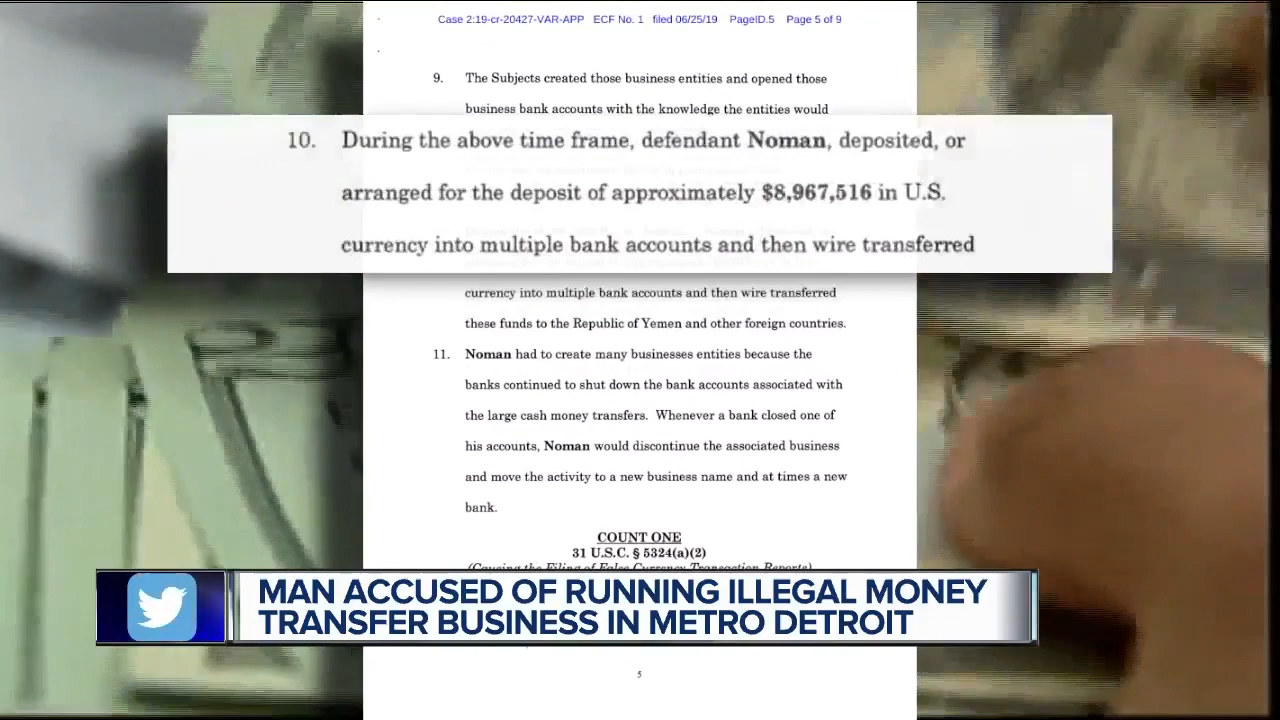 Case 2:19-cr-20427-VAR-APP ECF No. 1 filed 06/25/19 PageID.5 Page 5 of 9
9. The Subjects created those business entities and opened those
business bank accounts with the knowledge the entities would
10. During the above time frame, defendant Noman, deposited, or
arranged for the deposit of approximately $8,967,516 in U.S.
currency into multiple bank accounts and then wire transferred
currency into multiple bank accounts and then wire transferred
these funds to the Republic of Yemen and other foreign countries.
11. Noman had to create many businesses entities because the
banks continued to shut down the bank accounts associated with
the large cash money transfers. Whenever a bank closed one of
his accounts, Noman would discontinue the associated business
and move the activity to a new business name and at times a new
bank.
COUNT ONE
31 U.S.C. § 5324(a)(2)
(Causing the Filing of False Currency Transaction Reports)
MAN ACCUSED OF RUNNING ILLEGAL MONEY
TRANSFER BUSINESS IN METRO DETROIT
5